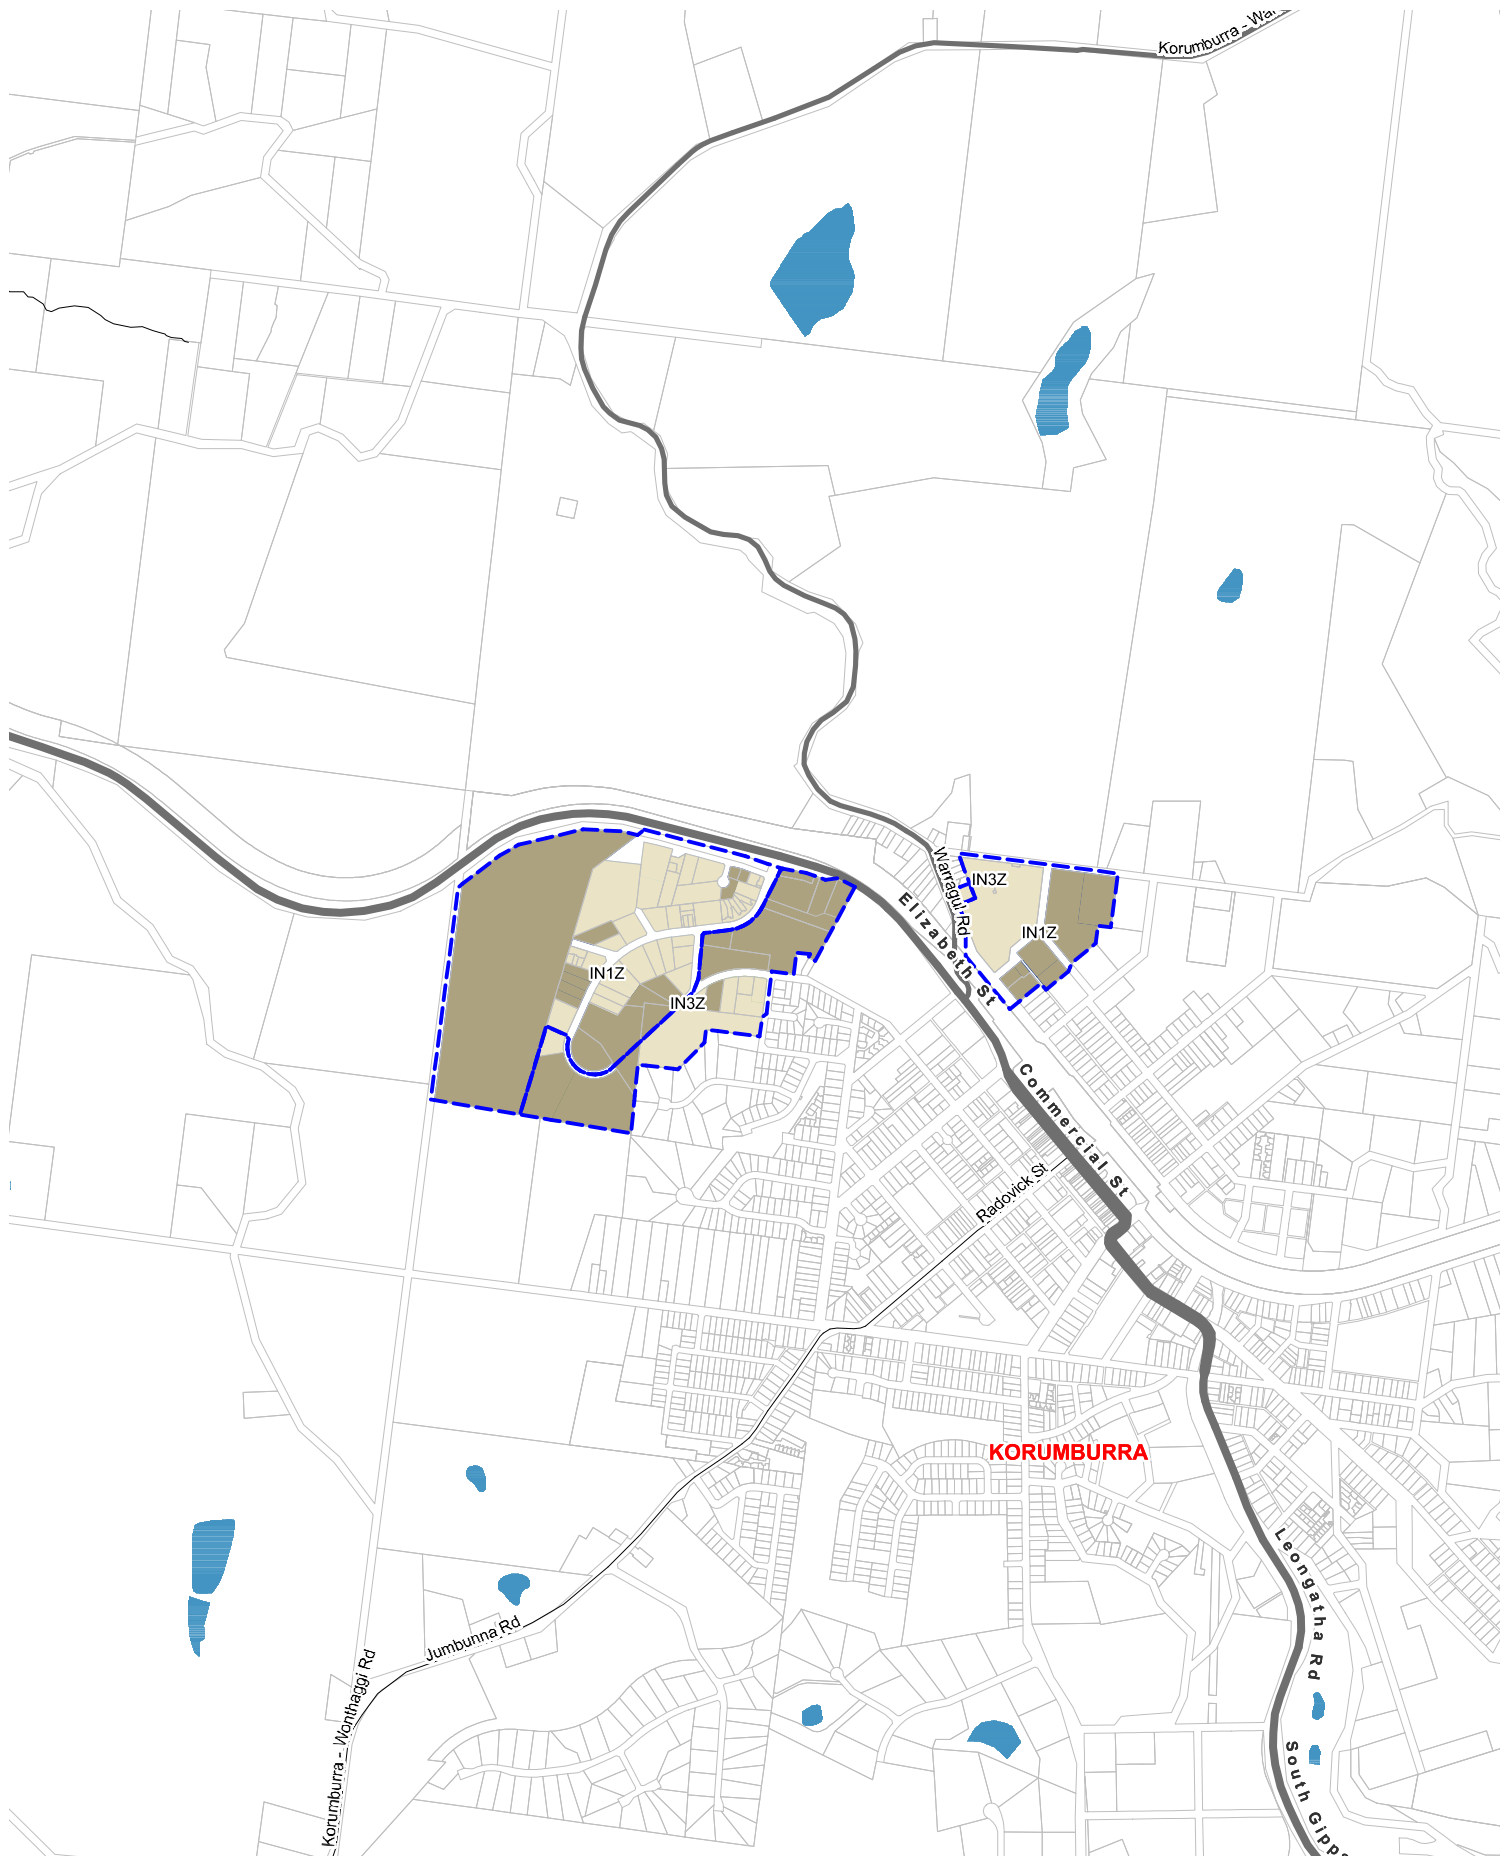 Korumburra - War
Warragul Rd
IN3Z
IN1Z
Elizabeth St
IN1Z
IN3Z
Commercial St
Radovick St
KORUMBURRA
Leongatha Rd
Jumbunna Rd
Korumburra - Wonthaggi Rd
South Gipps